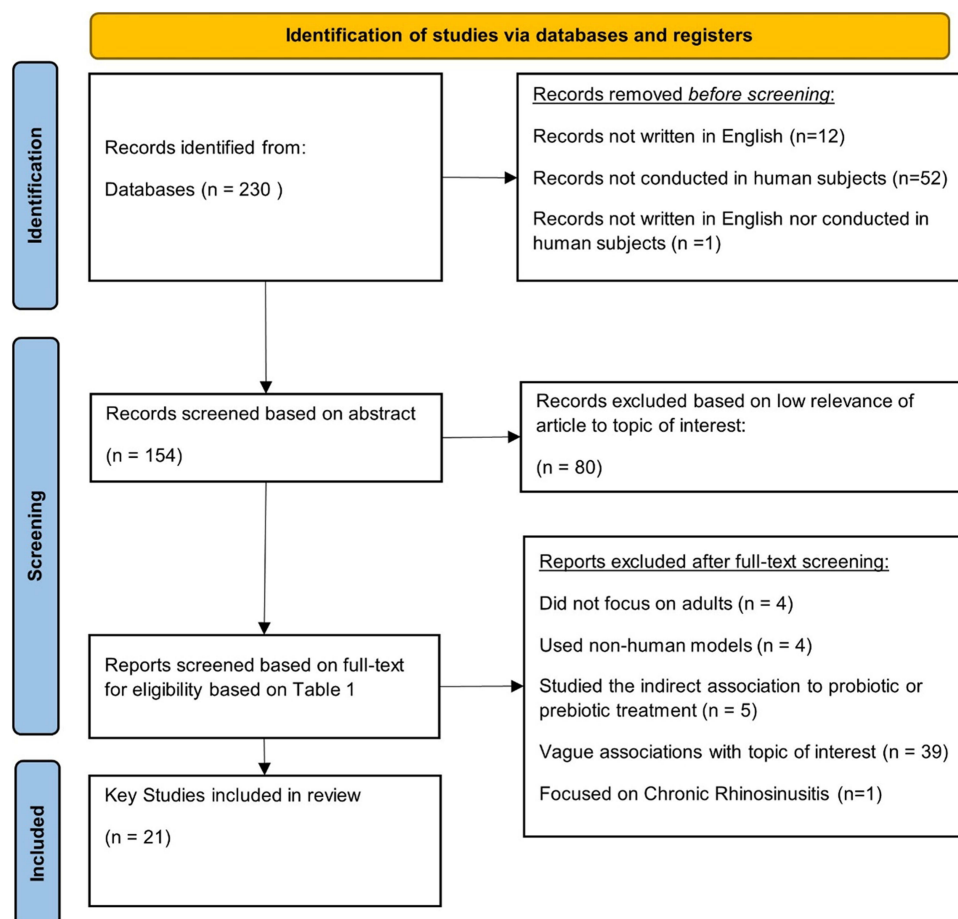 Identification of studies via databases and registers
Identification
Records identified from:
Databases (n = 230 )
Records removed before screening:
Records not written in English (n=12)
Records not conducted in human subjects (n=52)
Records not written in English nor conducted in
human subjects (n =1)
Screening
Records screened based on abstract
(n = 154)
Records excluded based on low relevance of
article to topic of interest:
(n = 80)
Reports screened based on full-text
for eligibility based on Table 1
Reports excluded after full-text screening:
Did not focus on adults (n = 4)
Used non-human models (n = 4)
Studied the indirect association to probiotic or
prebiotic treatment (n = 5)
Vague associations with topic of interest (n = 39)
Focused on Chronic Rhinosinusitis (n=1)
Included
Key Studies included in review
(n = 21)